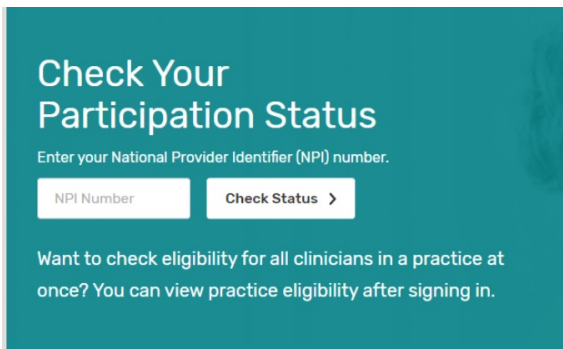 Check Your
Participation Status
Enter your National Provider Identifier (NPI) number.
NPI Number
Check Status
Want to check eligibility for all clinicians in a practice at
once? You can view practice eligibility after signing in.